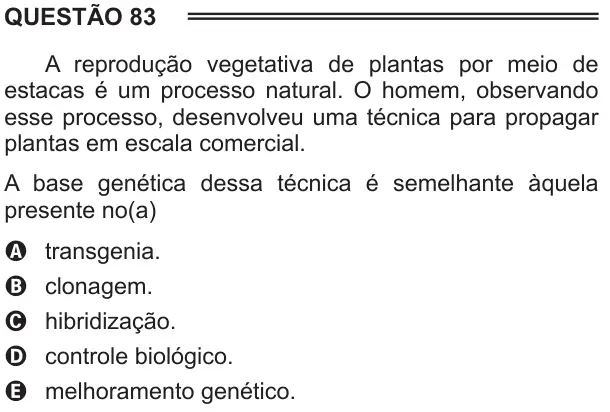 QUESTÃO 83
A reprodução vegetativa de plantas por meio de
estacas é um processo natural. O homem, observando
esse processo, desenvolveu uma técnica para propagar
plantas em escala comercial.
A base genética dessa técnica é semelhante àquela
presente no(a)
A transgenia.
B clonagem.
C hibridização.
D controle biológico.
E melhoramento genético.